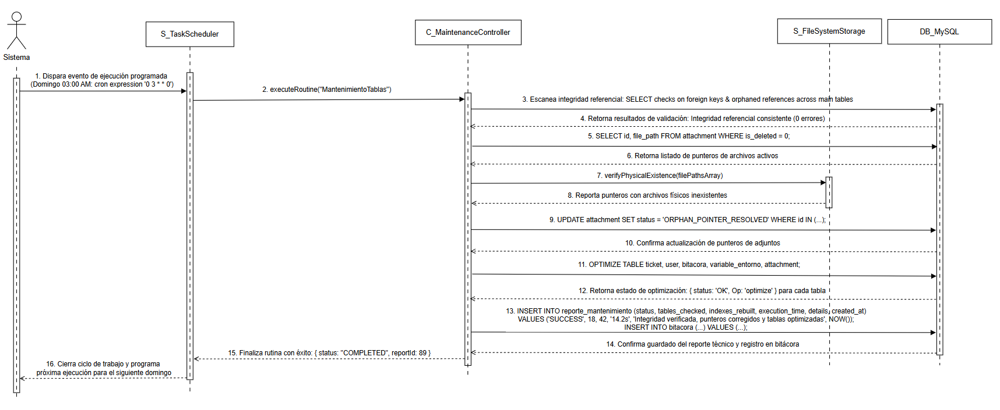 Sistema
S_TaskScheduler
C_MaintenanceController
S_FileSystemStorage
DB_MySQL
1. Dispara evento de ejecución programada
(Domingo 03:00 AM: cron expression '0 3 * * 0')
2. executeRoutine("MantenimientoTablas")
3. Escanea integridad referencial: SELECT checks on foreign keys & orphaned references across main tables
4. Retorna resultados de validación: Integridad referencial consistente (0 errores)
5. SELECT id, file_path FROM attachment WHERE is_deleted = 0;
6. Retorna listado de punteros de archivos activos
7. verifyPhysicalExistence(filePathsArray)
8. Reporta punteros con archivos físicos inexistentes
9. UPDATE attachment SET status = 'ORPHAN_POINTER_RESOLVED' WHERE id IN (...);
10. Confirma actualización de punteros de adjuntos
11. OPTIMIZE TABLE ticket, user, bitacora, variable_entorno, attachment;
12. Retorna estado de optimización: { status: 'OK', Op: 'optimize' } para cada tabla
13. INSERT INTO reporte_mantenimiento (status, tables_checked, indexes_rebuilt, execution_time, details, created_at)
VALUES ('SUCCESS', 18, 42, '14.2s', 'Integridad verificada, punteros corregidos y tablas optimizadas', NOW());
INSERT INTO bitacora (...) VALUES (...);
14. Confirma guardado del reporte técnico y registro en bitácora
15. Finaliza rutina con éxito: { status: "COMPLETED", reportId: 89 }
16. Cierra ciclo de trabajo y programa
próxima ejecución para el siguiente domingo